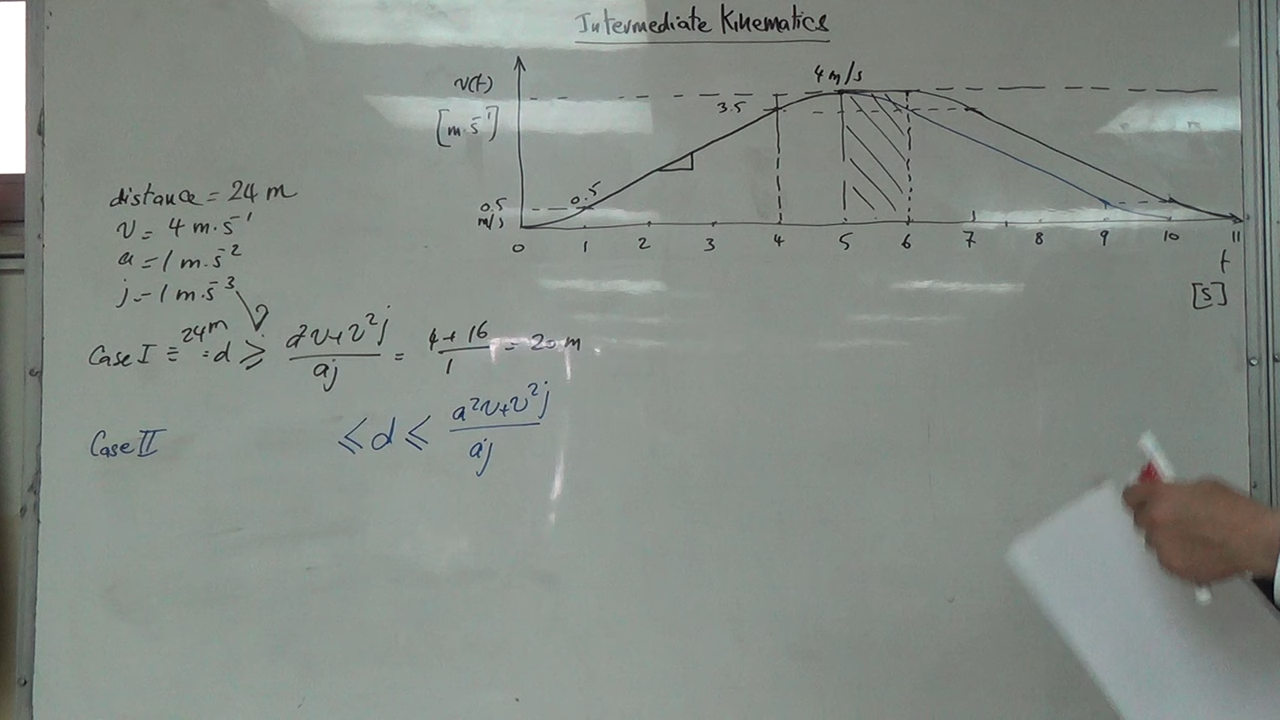 Intermediate Kinematics
4 m/s
v(t)
[m·s⁻¹]
3.5
0.5
0.5
m/s
0 1 2 3 4 5 6 7 8 9 10 11
t
[s]
distance = 24 m
v = 4 m·s⁻¹
a = 1 m·s⁻²
j = 1 m·s⁻³
Case I = 24m = d ≥ a²v+v²j / aj = 4+16 / 1 = 20 m
Case II ≤ d ≤ a²v+v²j / aj